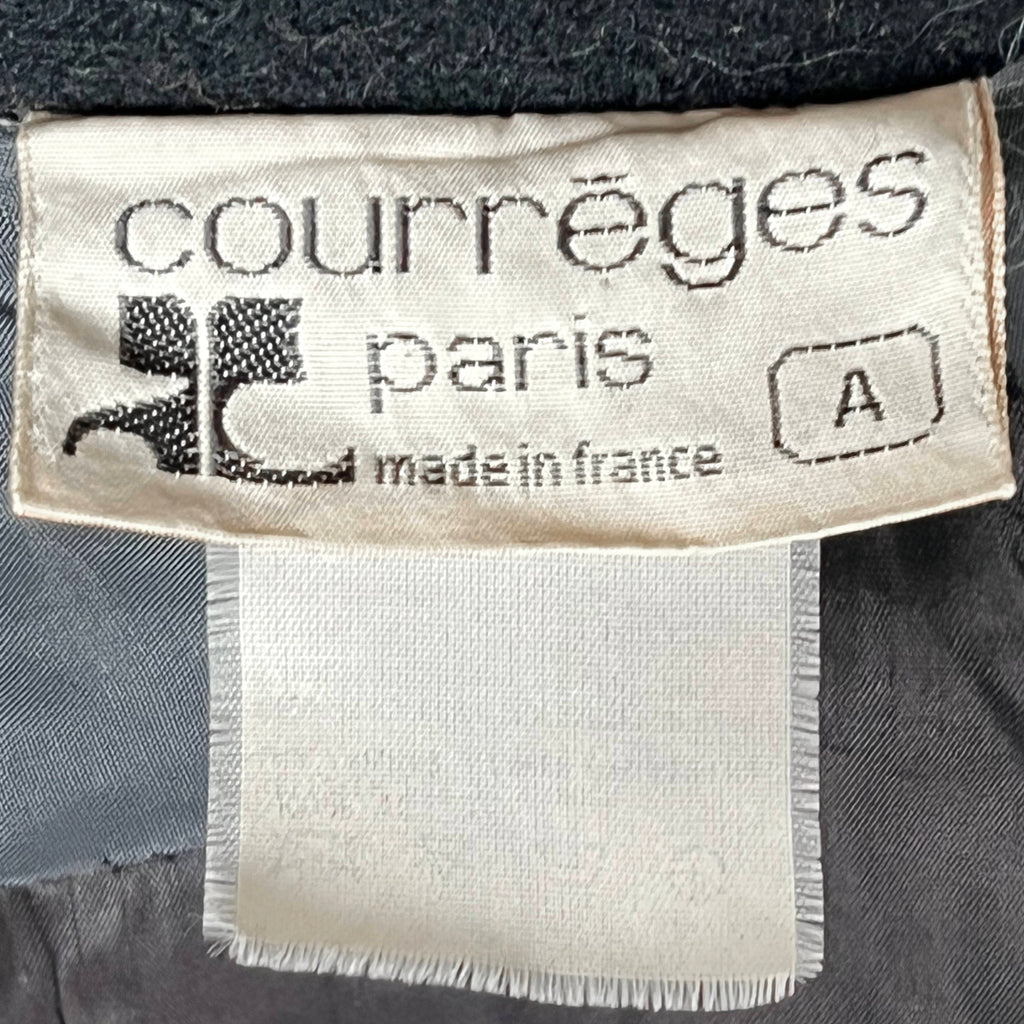 courrēges
paris
A
made in france